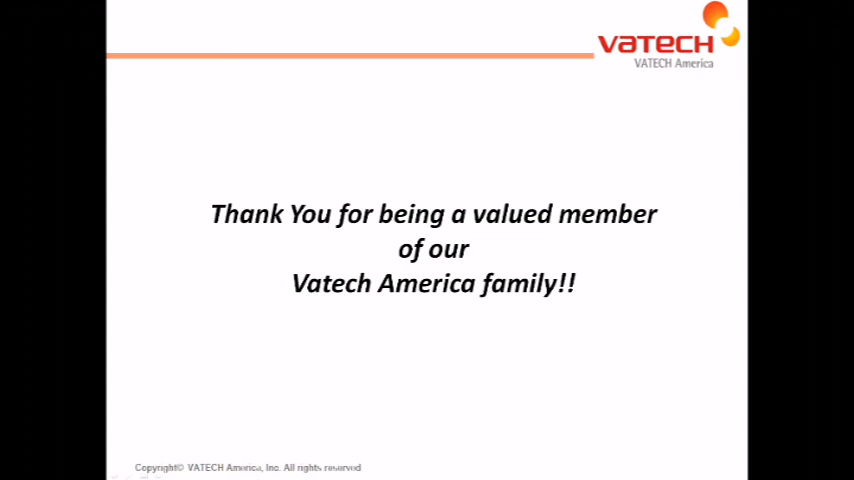 VATECH
VATECH America
Thank You for being a valued member
of our
Vatech America family!!
Copyright© VATECH America, Inc. All rights reserved